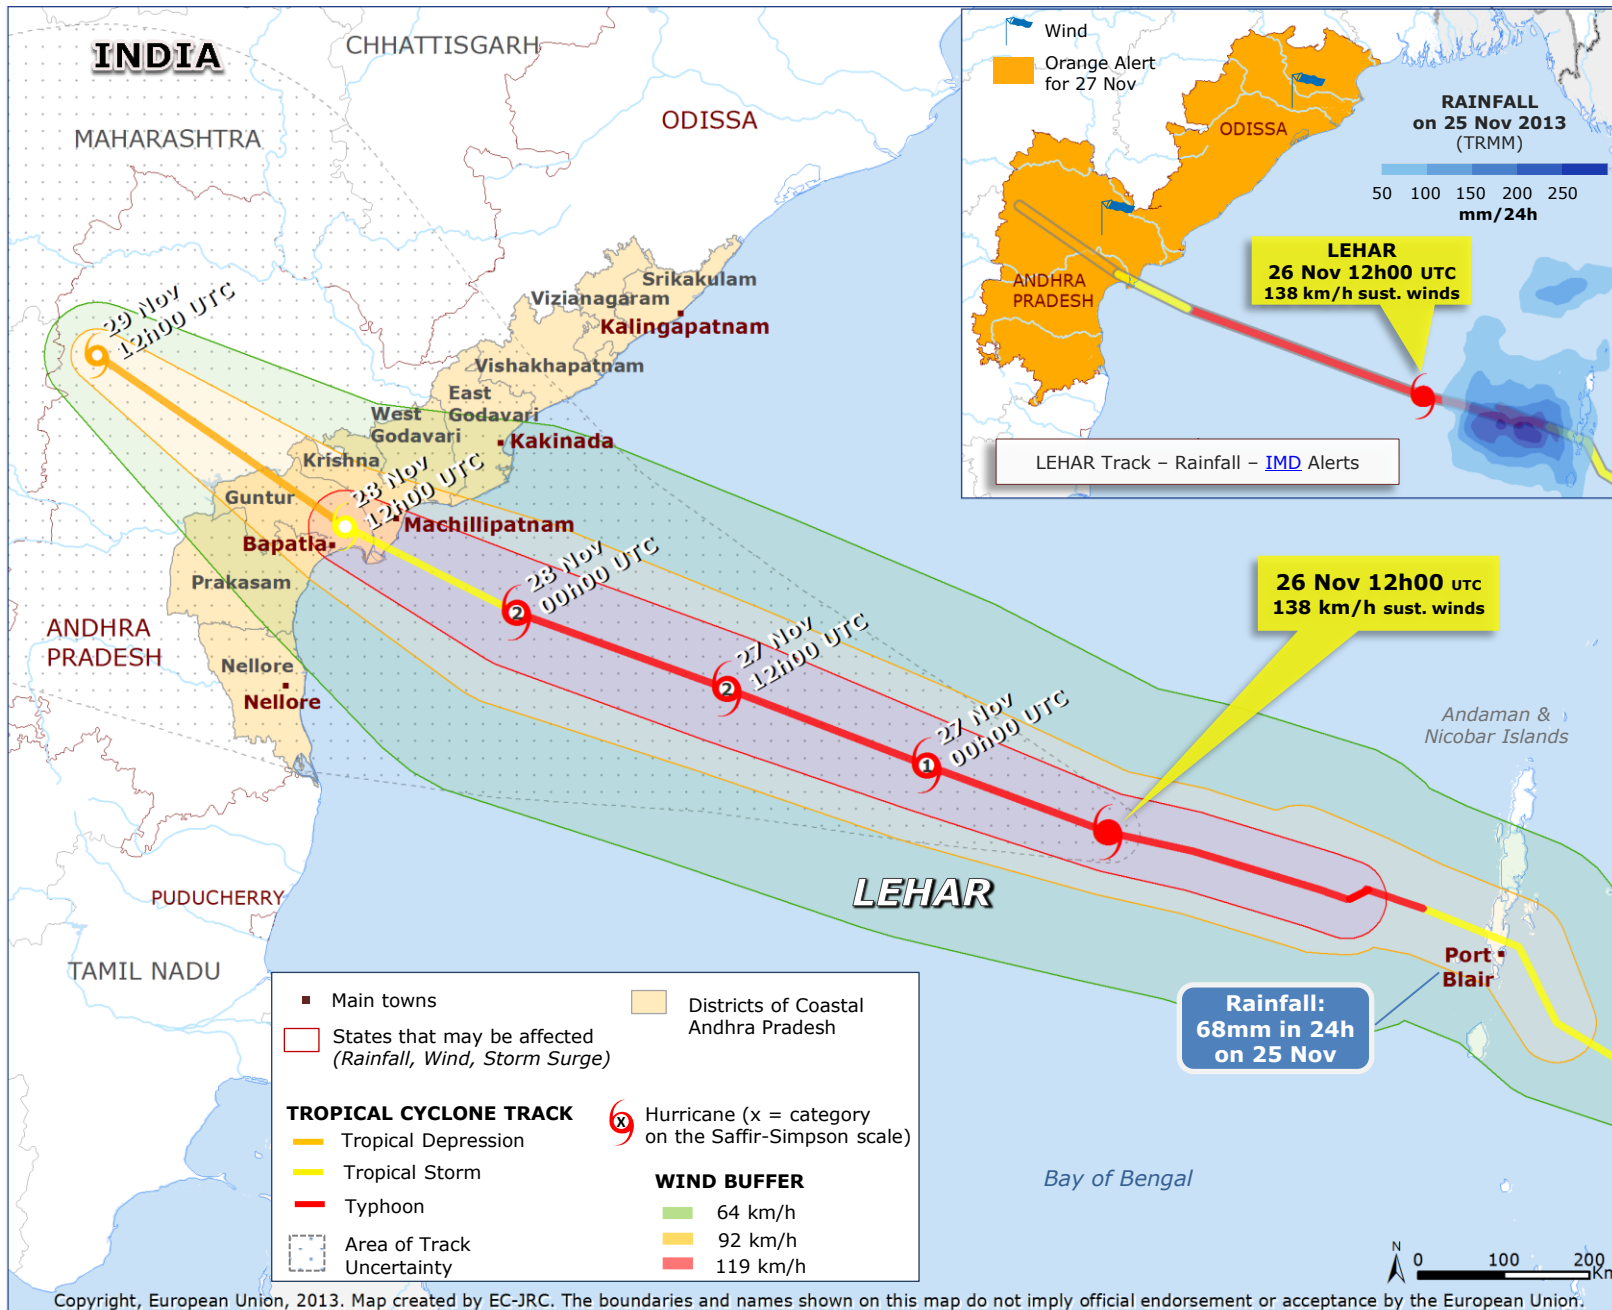 INDIA
CHHATTISGARH
MAHARASHTRA
ODISSA
Srikakulam
Vizianagaram
Kalingapatnam
Vishakhapatnam
East
Godavari
West
Godavari
Kakinada
Krishna
Guntur
Machillipatnam
Bapatla
Prakasam
ANDHRA
PRADESH
Nellore
Nellore
PUDUCHERRY
TAMIL NADU
29 Nov
12h00 UTC
28 Nov
12h00 UTC
28 Nov
00h00 UTC
2
27 Nov
12h00 UTC
2
27 Nov
00h00 UTC
1
26 Nov 12h00 UTC
138 km/h sust. winds
LEHAR
Andaman &
Nicobar Islands
Port
Blair
Rainfall:
68mm in 24h
on 25 Nov
Bay of Bengal
Wind
Orange Alert
for 27 Nov
RAINFALL
on 25 Nov 2013
(TRMM)
50 100 150 200 250
mm/24h
ODISSA
ANDHRA
PRADESH
LEHAR
26 Nov 12h00 UTC
138 km/h sust. winds
LEHAR Track – Rainfall – IMD Alerts
Main towns
States that may be affected
(Rainfall, Wind, Storm Surge)
Districts of Coastal
Andhra Pradesh
TROPICAL CYCLONE TRACK
Tropical Depression
Tropical Storm
Typhoon
Area of Track
Uncertainty
X
Hurricane (x = category
on the Saffir-Simpson scale)
WIND BUFFER
64 km/h
92 km/h
119 km/h
N
0 100 200
Km
Copyright, European Union, 2013. Map created by EC-JRC. The boundaries and names shown on this map do not imply official endorsement or acceptance by the European Union.